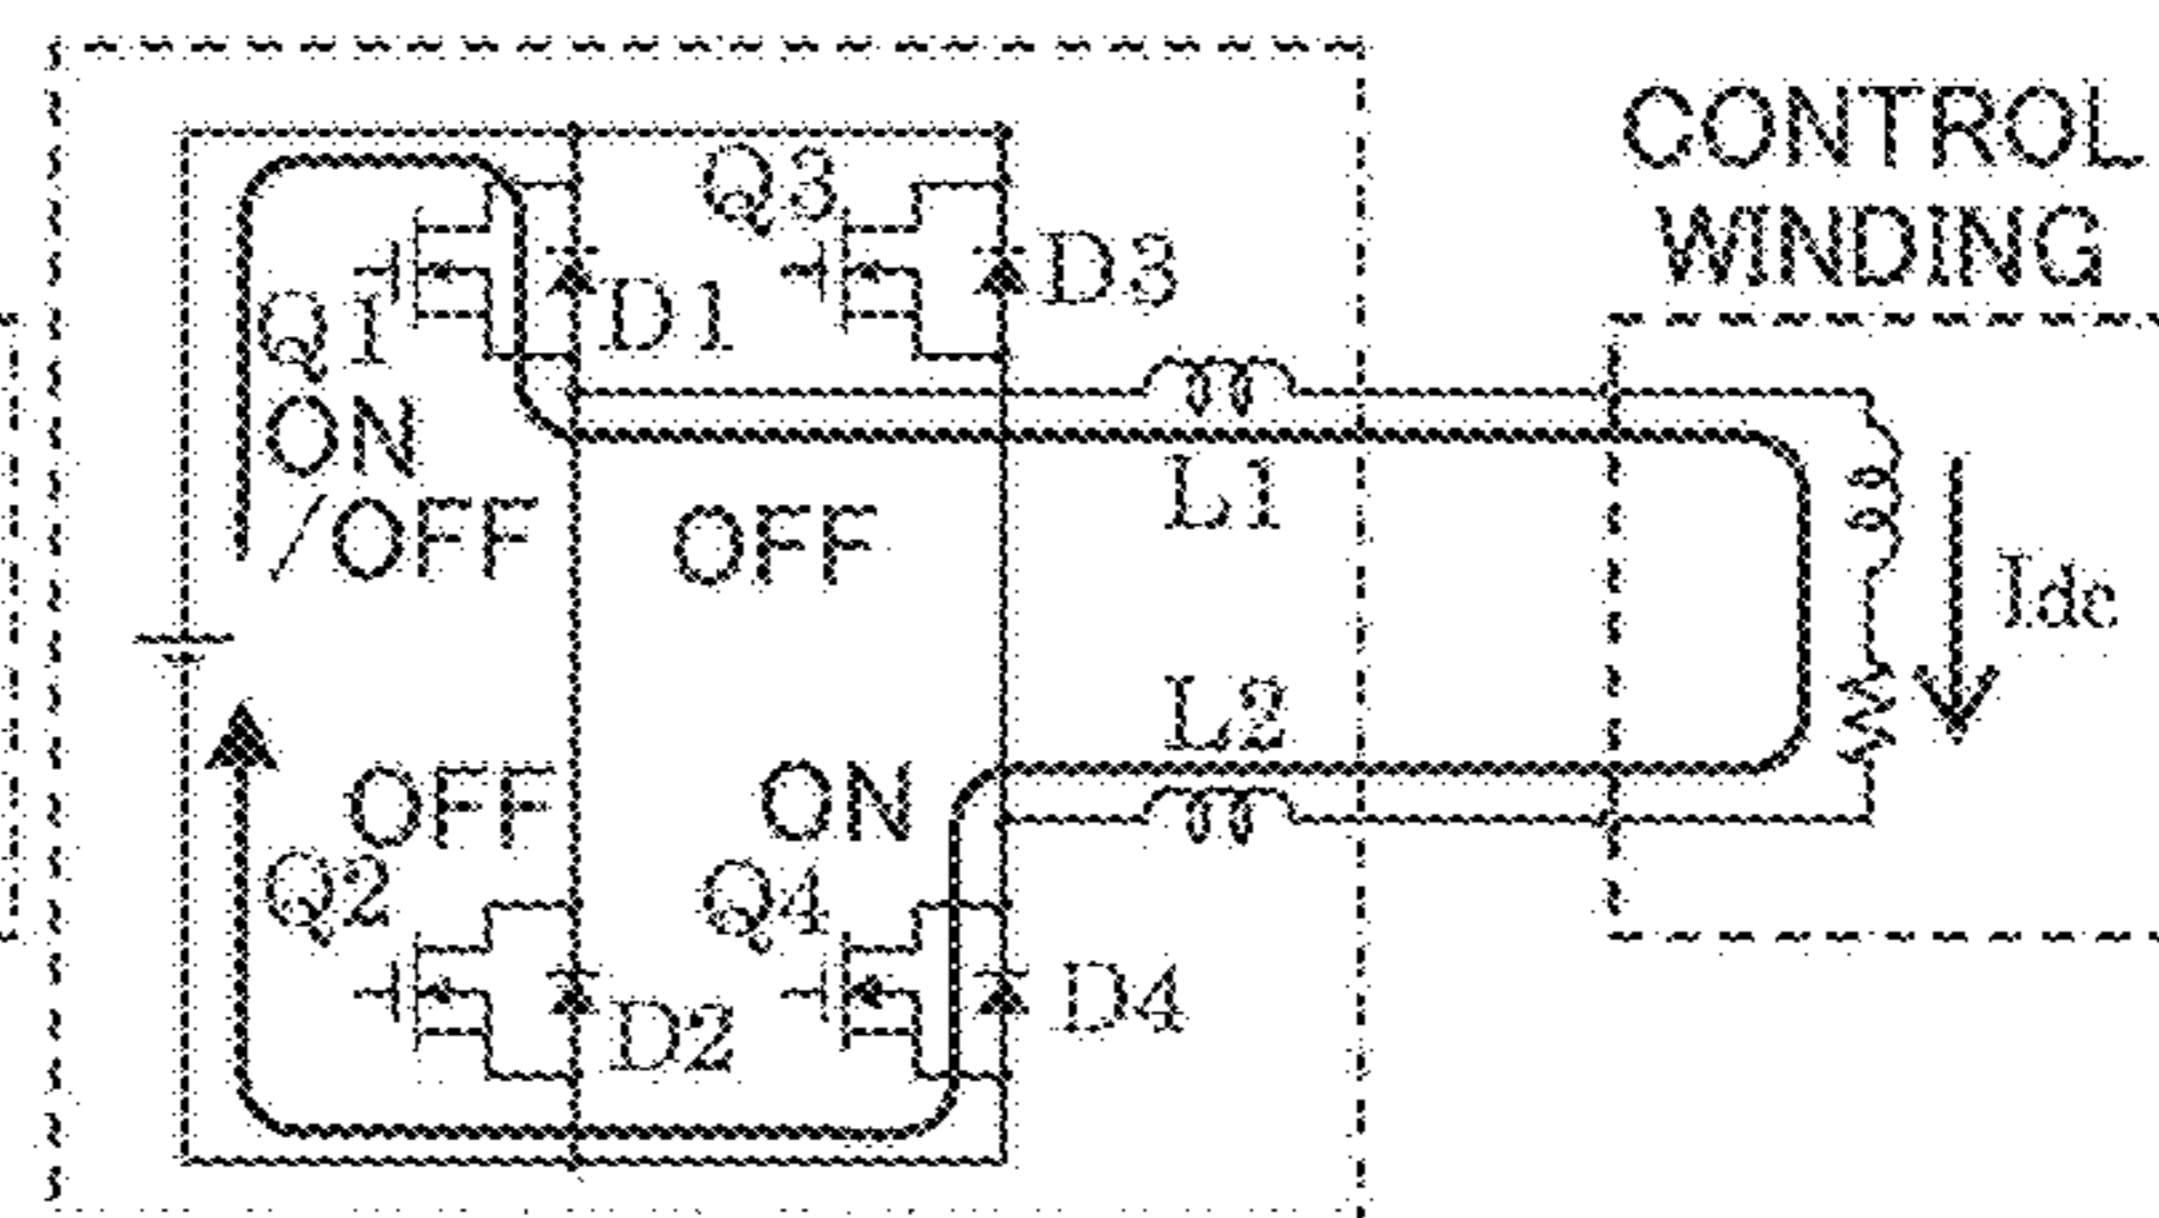 CONTROL
WINDING
Q3
D3
Q1
D1
ON
/OFF
OFF
L1
Idc
L2
OFF
ON
Q2
Q4
D2
D4